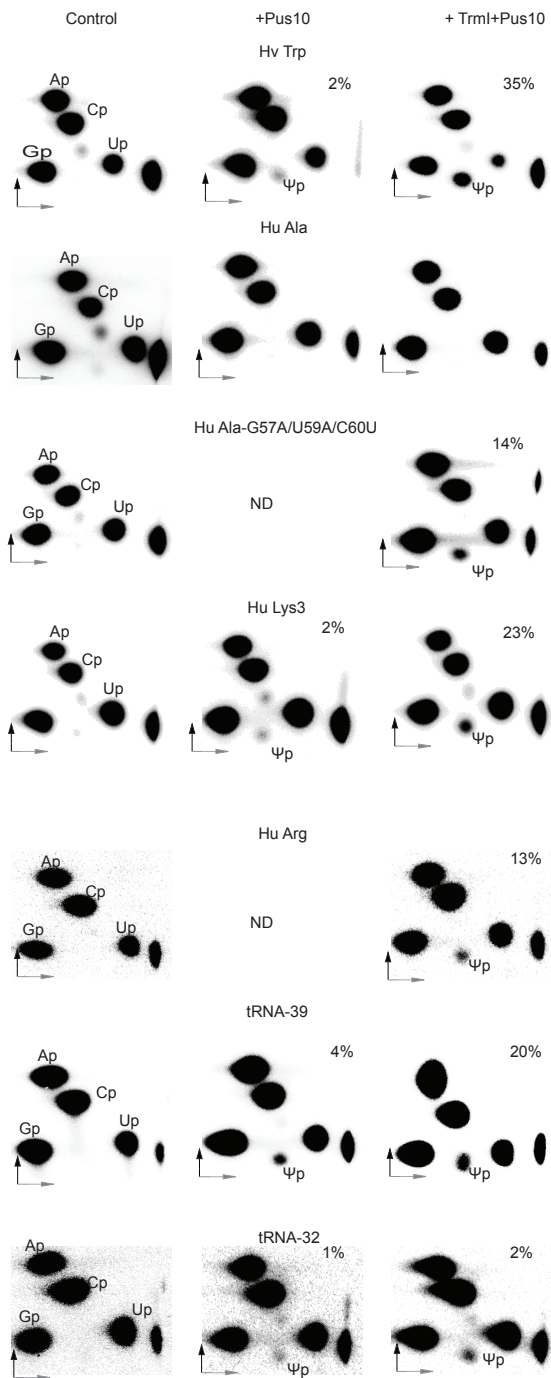 Control +Pus10 + TrmI+Pus10
Hv Trp
Ap 2% 35%
Cp
Gp Up
Ψp Ψp
Hu Ala
Ap
Cp
Gp Up
Hu Ala-G57A/U59A/C60U
14%
Ap
Cp
ND
Gp Up
Ψp
Hu Lys3
Ap 2% 23%
Cp
Up
Ψp Ψp
Hu Arg
Ap 13%
Cp
ND
Gp Up
Ψp
tRNA-39
Ap 4% 20%
Cp
Gp Up
Ψp Ψp
tRNA-32
Ap 1% 2%
Cp
Gp Up
Ψp Ψp